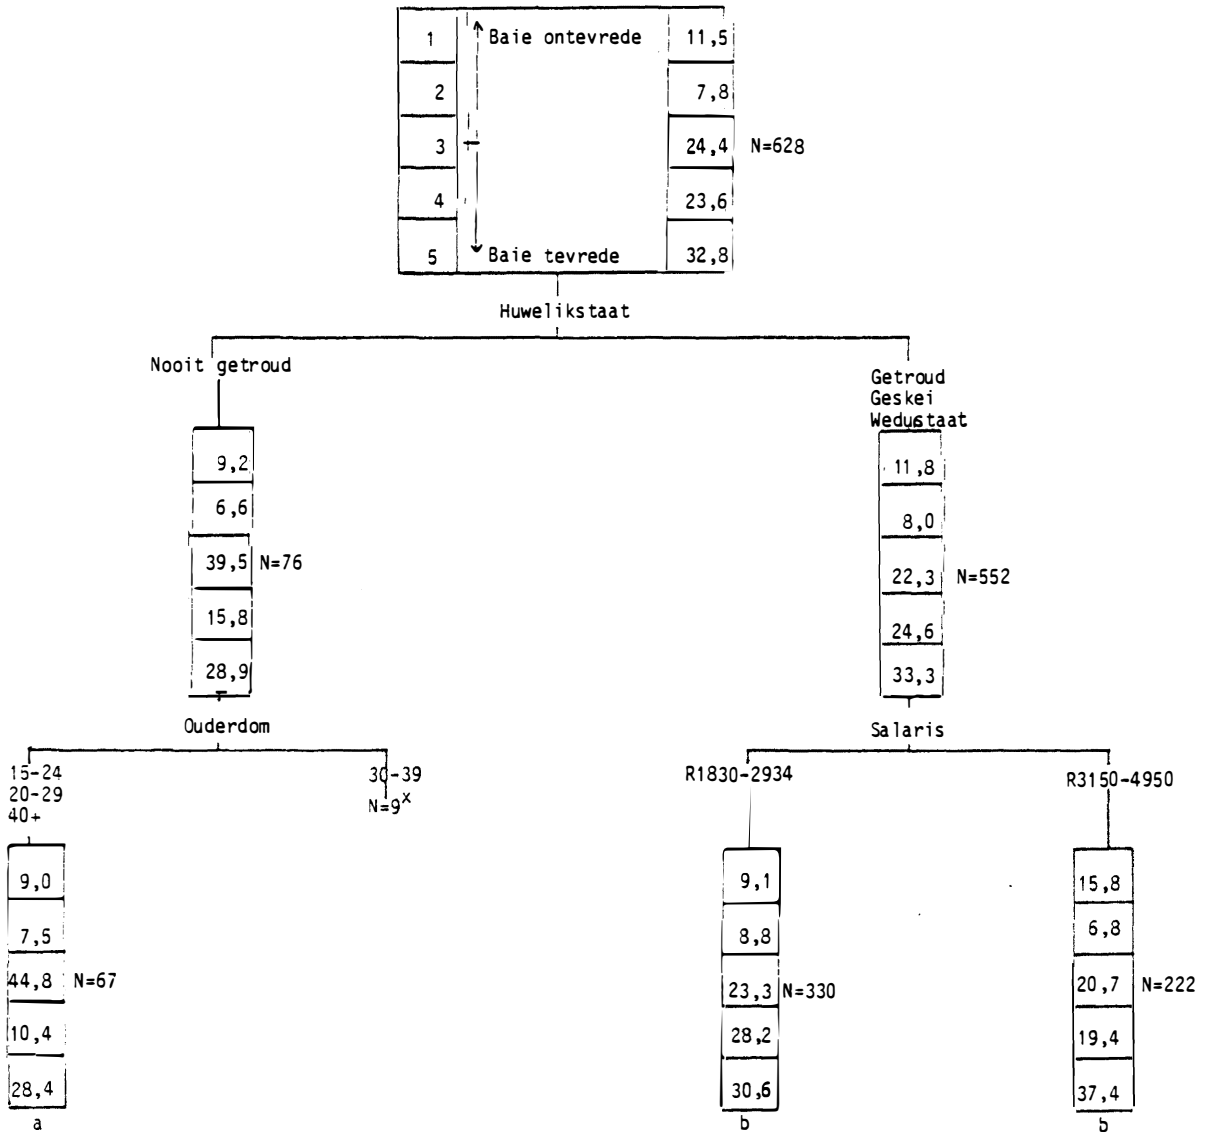 1 Baie ontevrede 11,5
2 7,8
3 24,4 N=628
4 23,6
5 Baie tevrede 32,8
Huwelikstaat
Nooit getroud
9,2
6,6
39,5 N=76
15,8
28,9
Getroud
Geskei
Wedustaat
11,8
8,0
22,3 N=552
24,6
33,3
Ouderdom
15-24
20-29
40+
9,0
7,5
44,8 N=67
10,4
28,4
a
30-39
N=9x
Salaris
R1830-2934
9,1
8,8
23,3 N=330
28,2
30,6
b
R3150-4950
15,8
6,8
20,7 N=222
19,4
37,4
b